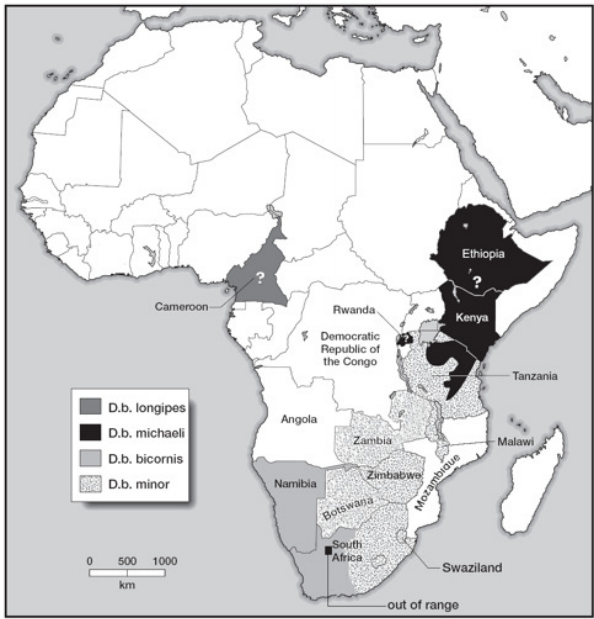 Ethiopia
?
Kenya
?
Cameroon
Rwanda
?
Democratic
Republic of
the Congo
Tanzania
Angola
Zambia
Malawi
Mozambique
Zimbabwe
Namibia
Botswana
South
Africa
Swaziland
out of range
D.b. longipes
D.b. michaeli
D.b. bicornis
D.b. minor
0 500 1000
km